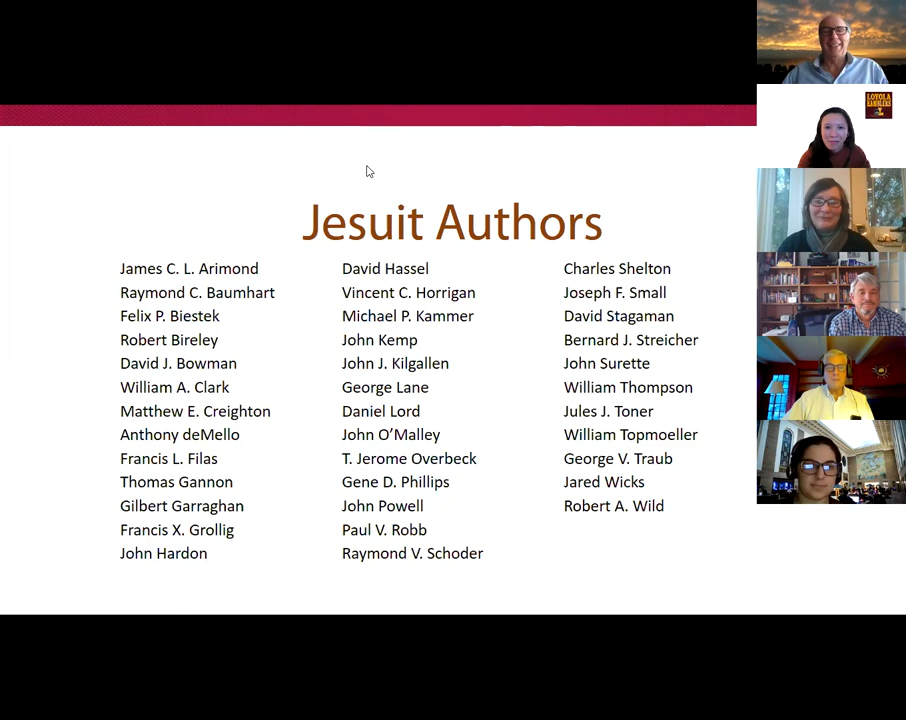 LOYOLA
RAMBLERS
Jesuit Authors
James C. L. Arimond
Raymond C. Baumhart
Felix P. Biestek
Robert Bireley
David J. Bowman
William A. Clark
Matthew E. Creighton
Anthony deMello
Francis L. Filas
Thomas Gannon
Gilbert Garraghan
Francis X. Grollig
John Hardon
David Hassel
Vincent C. Horrigan
Michael P. Kammer
John Kemp
John J. Kilgallen
George Lane
Daniel Lord
John O’Malley
T. Jerome Overbeck
Gene D. Phillips
John Powell
Paul V. Robb
Raymond V. Schoder
Charles Shelton
Joseph F. Small
David Stagaman
Bernard J. Streicher
John Surette
William Thompson
Jules J. Toner
William Topmoeller
George V. Traub
Jared Wicks
Robert A. Wild